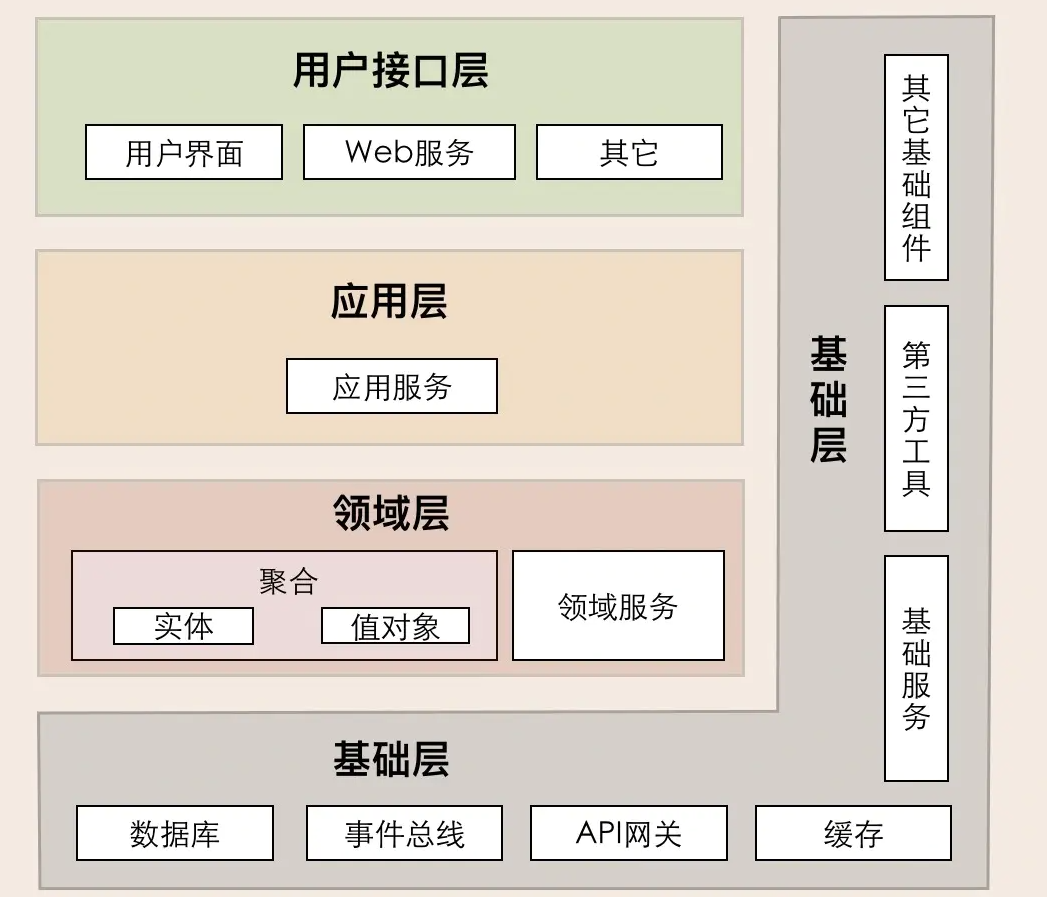 用户接口层
用户界面
Web服务
其它
应用层
应用服务
领域层
聚合
实体
值对象
领域服务
基础层
数据库
事件总线
API网关
缓存
基础层
其它基础组件
第三方工具
基础服务